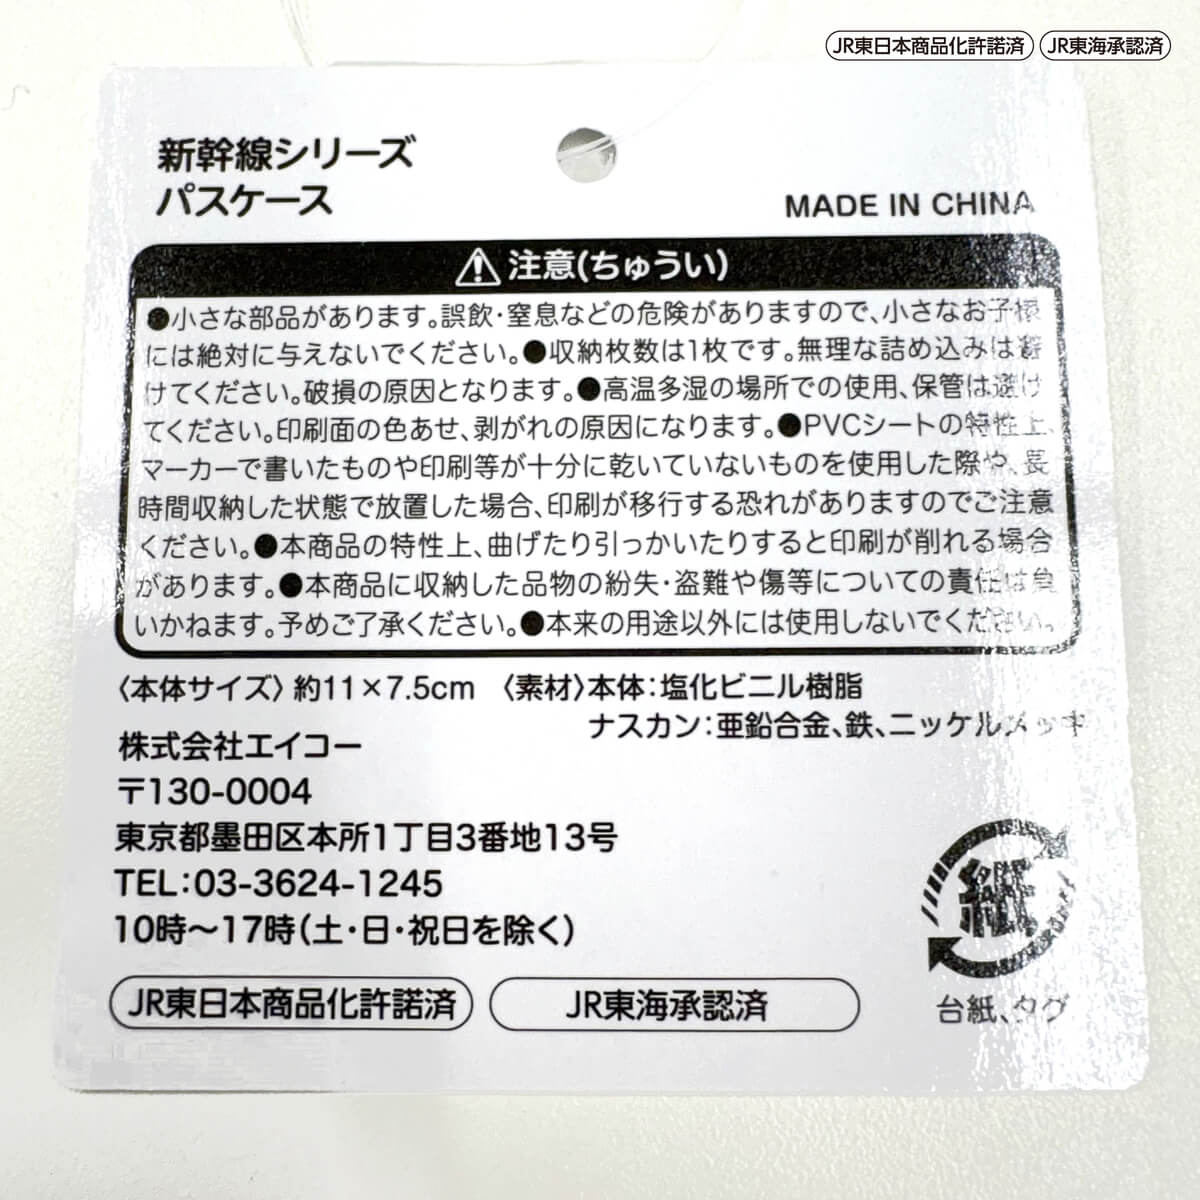 JR東日本商品化許諾済 JR東海承認済
新幹線シリーズ
パスケース
MADE IN CHINA
注意(ちゅうい)
●小さな部品があります。誤飲・窒息などの危険がありますので、小さなお子様
には絶対に与えないでください。●収納枚数は1枚です。無理な詰め込みは避
けてください。破損の原因となります。●高温多湿の場所での使用、保管は避け
てください。印刷面の色あせ、剥がれの原因になります。●PVCシートの特性上、
マーカーで書いたものや印刷等が十分に乾いていないものを使用した際や、長
時間収納した状態で放置した場合、印刷が移行する恐れがありますのでご注意
ください。●本商品の特性上、曲げたり引っかいたりすると印刷が削れる場合
があります。●本商品に収納した品物の紛失・盗難や傷等についての責任は負
いかねます。予めご了承ください。●本来の用途以外には使用しないでください。
〈本体サイズ〉約11×7.5cm 〈素材〉本体：塩化ビニル樹脂
ナスカン：亜鉛合金、鉄、ニッケルメッキ
株式会社エイコー
〒130-0004
東京都墨田区本所1丁目3番地13号
TEL：03-3624-1245
10時～17時(土・日・祝日を除く)
紙
台紙、タグ
JR東日本商品化許諾済 JR東海承認済